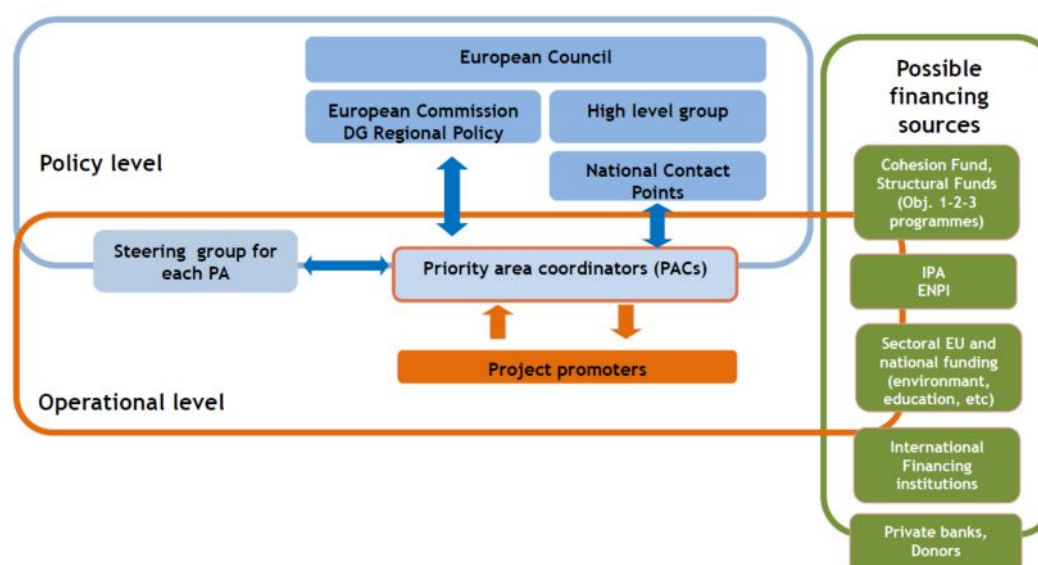 European Council
European Commission
DG Regional Policy
High level group
National Contact
Points
Policy level
Steering group for
each PA
Priority area coordinators (PACs)
Project promoters
Operational level
Possible
financing
sources
Cohesion Fund,
Structural Funds
(Obj. 1-2-3
programmes)
IPA
ENPI
Sectoral EU and
national funding
(environmant,
education, etc)
International
Financing
institutions
Private banks,
Donors